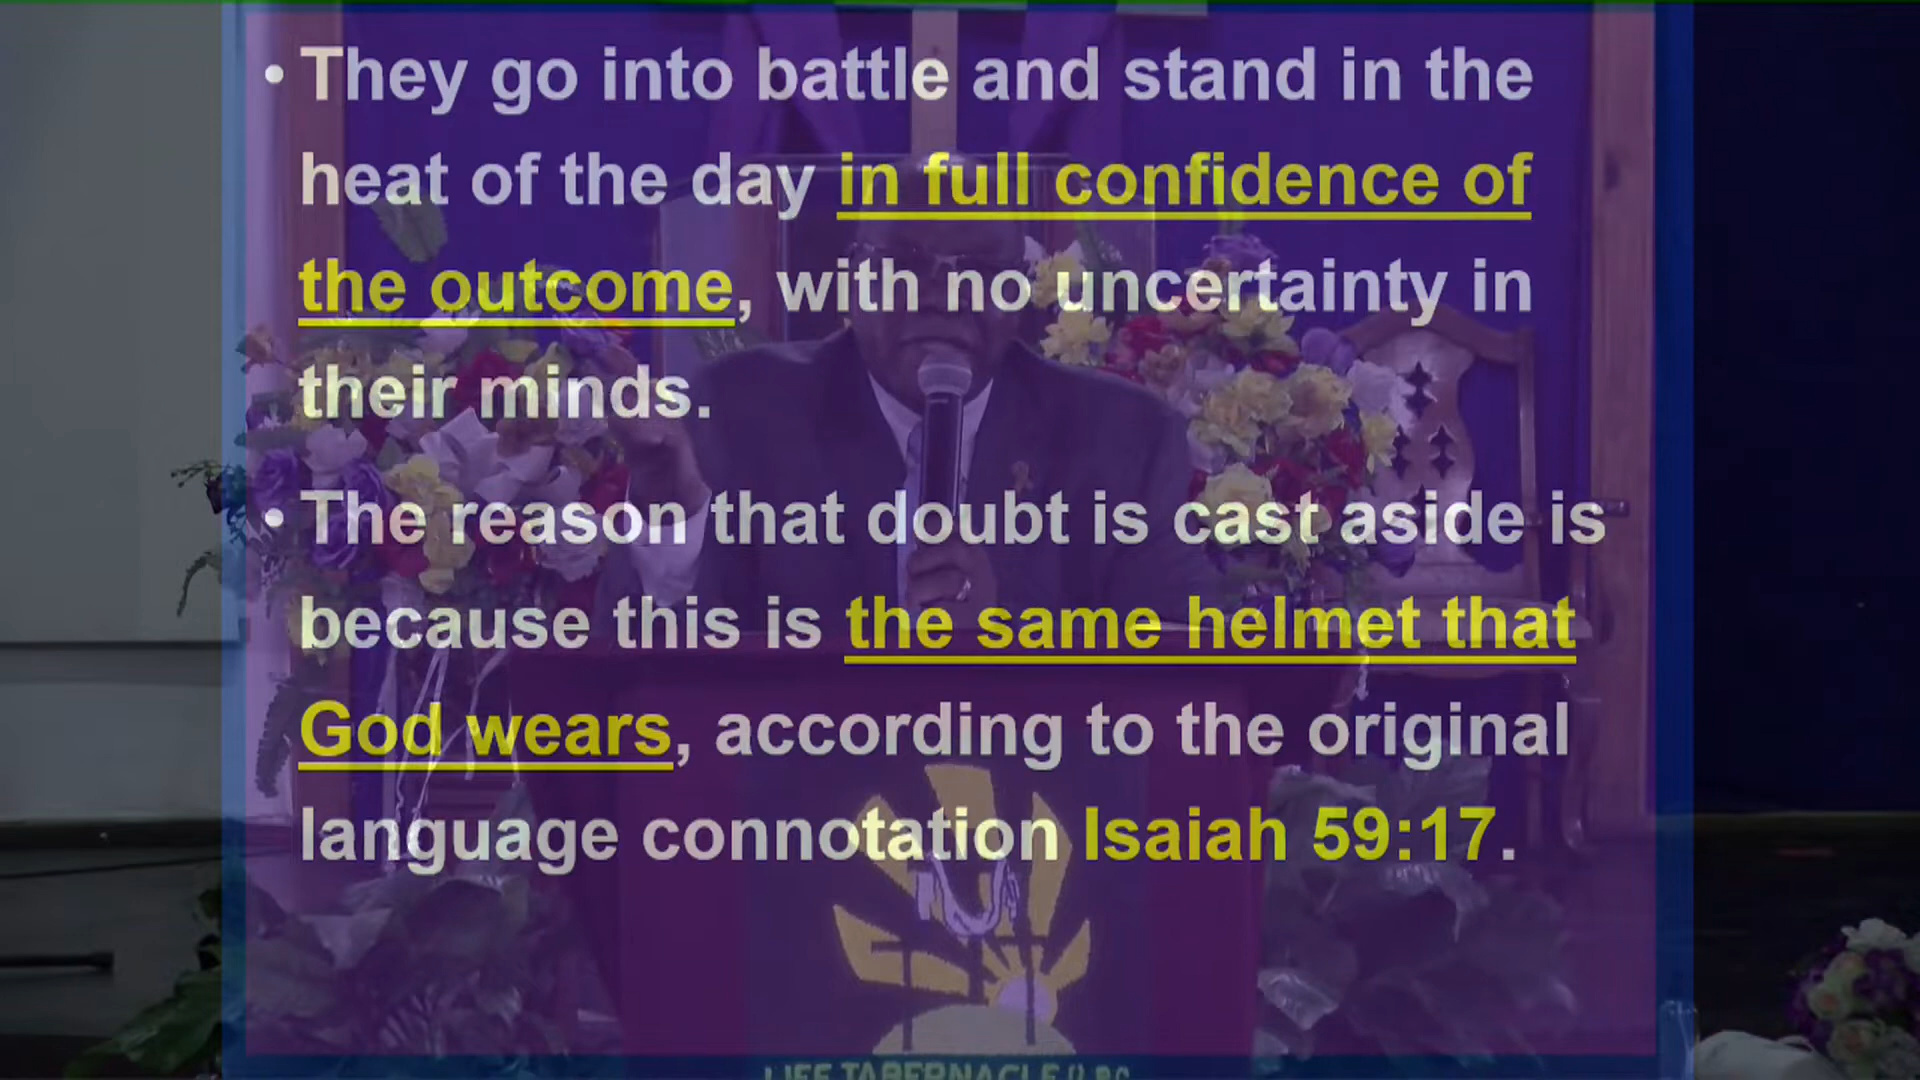 • They go into battle and stand in the
heat of the day in full confidence of
the outcome, with no uncertainty in
their minds.
• The reason that doubt is cast aside is
because this is the same helmet that
God wears, according to the original
language connotation Isaiah 59:17.
LIFE TABERNACLE U.P.C